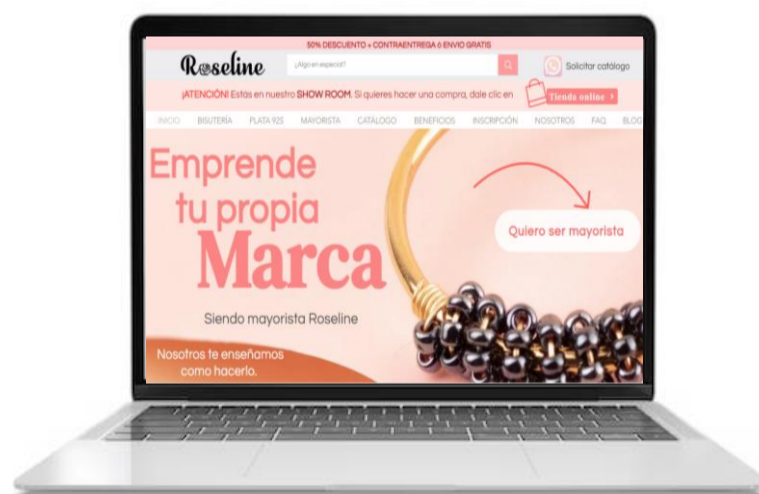 50% DESCUENTO + CONTRAENTREGA ó ENVIO GRATIS
Roseline
¿Algo en especial?
Solicitar catálogo
¡ATENCIÓN! Estás en nuestro SHOW ROOM. Si quieres hacer una compra, dale clic en
Tienda online >
INICIO BISUTERÍA PLATA 925 MAYORISTA CATÁLOGO BENEFICIOS INSCRIPCIÓN NOSOTROS FAQ BLOG
Emprende
tu propia
Marca
Quiero ser mayorista
Siendo mayorista Roseline
Nosotros te enseñamos
como hacerlo.